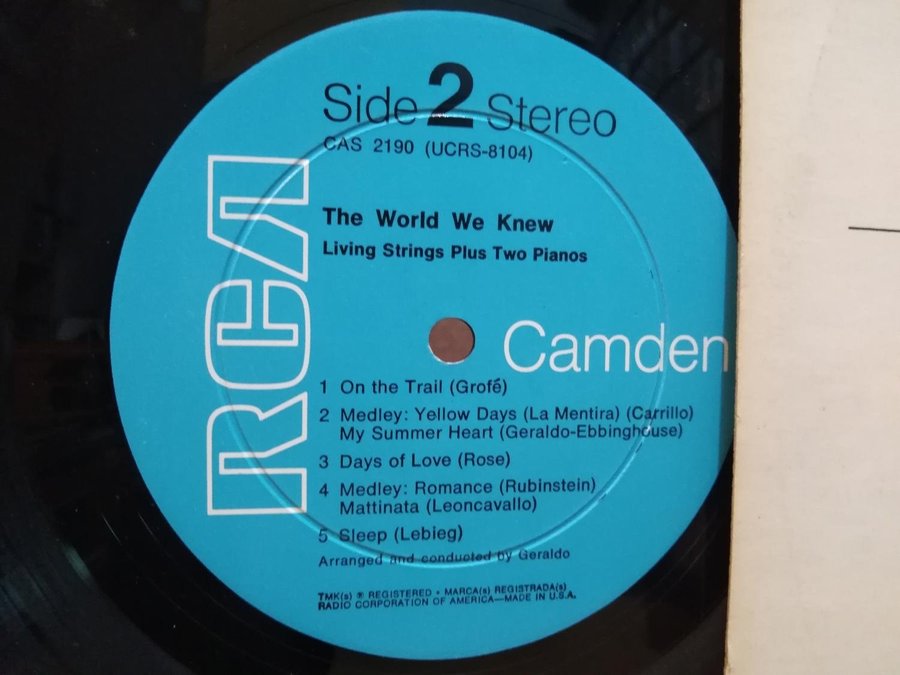 Side 2 Stereo
CAS 2190 (UCRS-8104)
The World We Knew
Living Strings Plus Two Pianos
RCA
Camden
1 On the Trail (Grofé)
2 Medley: Yellow Days (La Mentira) (Carrillo)
My Summer Heart (Geraldo-Ebbinghouse)
3 Days of Love (Rose)
4 Medley: Romance (Rubinstein)
Mattinata (Leoncavallo)
5 Sleep (Lebieg)
Arranged and conducted by Geraldo
TMK(s) ® REGISTERED • MARCA(s) REGISTRADA(s)
RADIO CORPORATION OF AMERICA—MADE IN U.S.A.